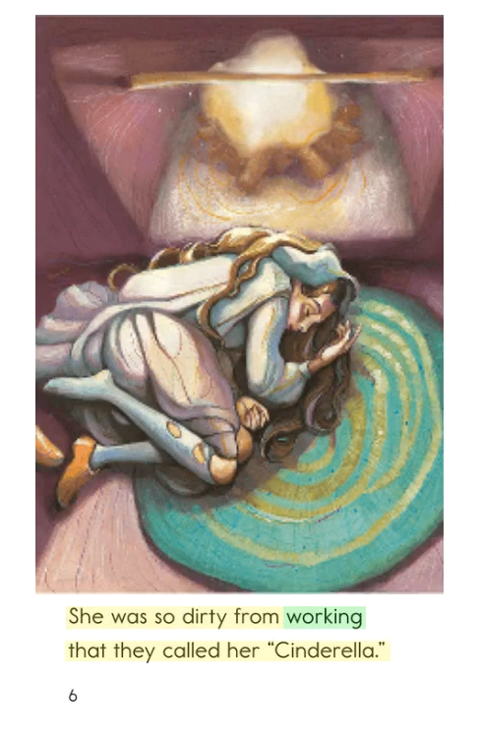 She was so dirty from working
that they called her “Cinderella.”
6